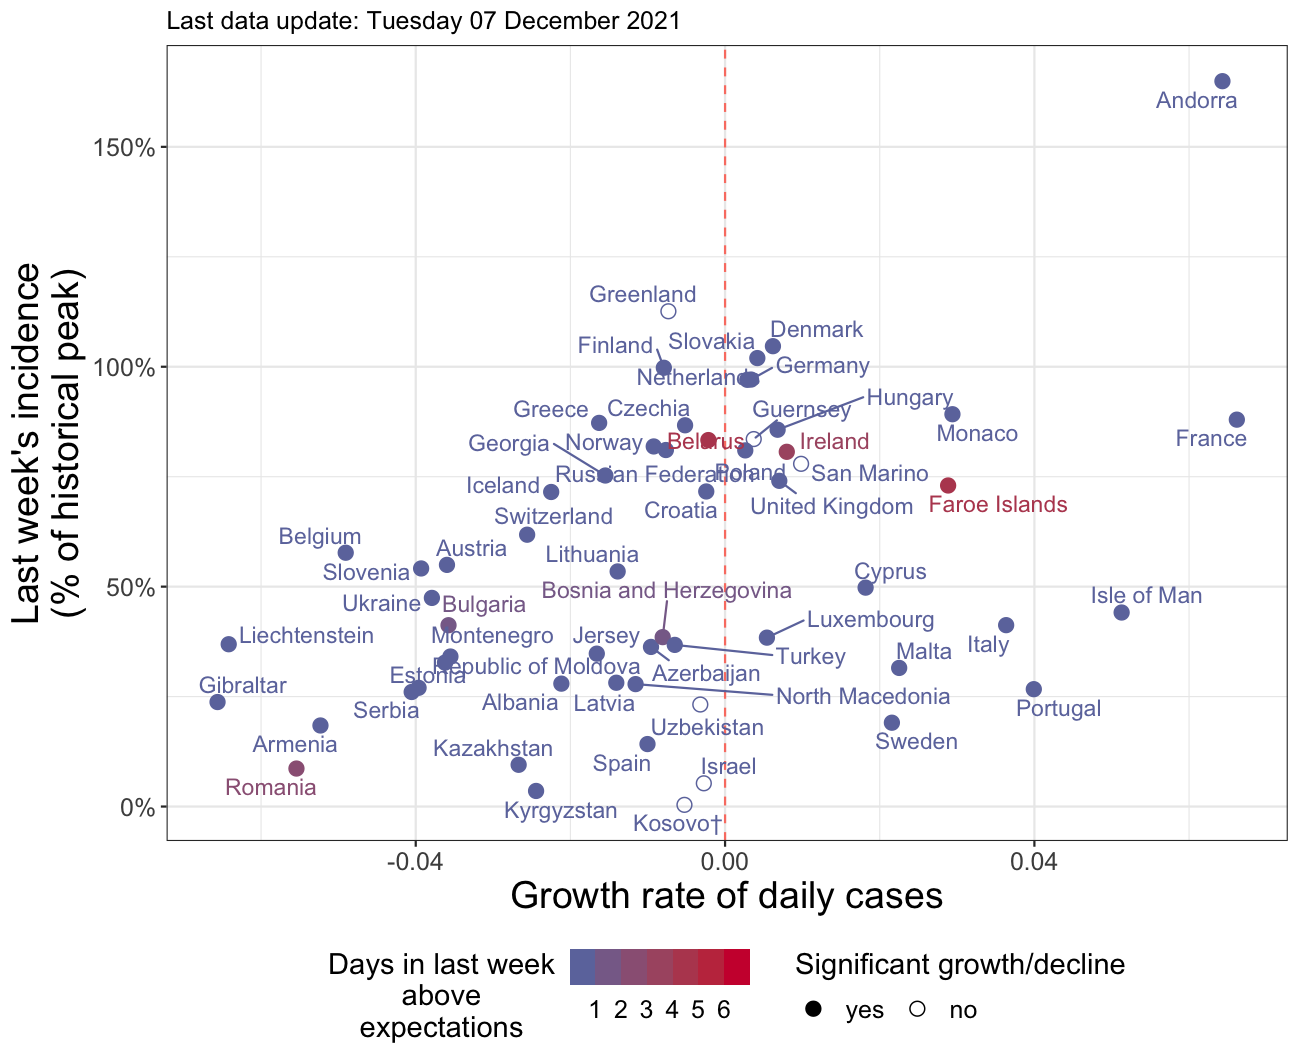 Last data update: Tuesday 07 December 2021
Last week's incidence
(% of historical peak)
150%
100%
50%
0%
Andorra
Greenland
Denmark
Slovakia
Finland
Germany
Netherland
Hungary
Greece
Czechia
Guernsey
Monaco
France
Georgia
Norway
Belarus
Ireland
Russian Federation
Poland
San Marino
Iceland
Croatia
United Kingdom
Faroe Islands
Switzerland
Belgium
Austria
Lithuania
Slovenia
Cyprus
Bosnia and Herzegovina
Isle of Man
Ukraine
Bulgaria
Luxembourg
Liechtenstein
Montenegro
Jersey
Italy
Malta
Turkey
Republic of Moldova
Azerbaijan
Estonia
Gibraltar
North Macedonia
Serbia
Albania
Latvia
Portugal
Uzbekistan
Sweden
Armenia
Kazakhstan
Spain
Israel
Romania
Kyrgyzstan
Kosovo†
-0.04
0.00
0.04
Growth rate of daily cases
Days in last week
above
expectations
1 2 3 4 5 6
Significant growth/decline
yes
no